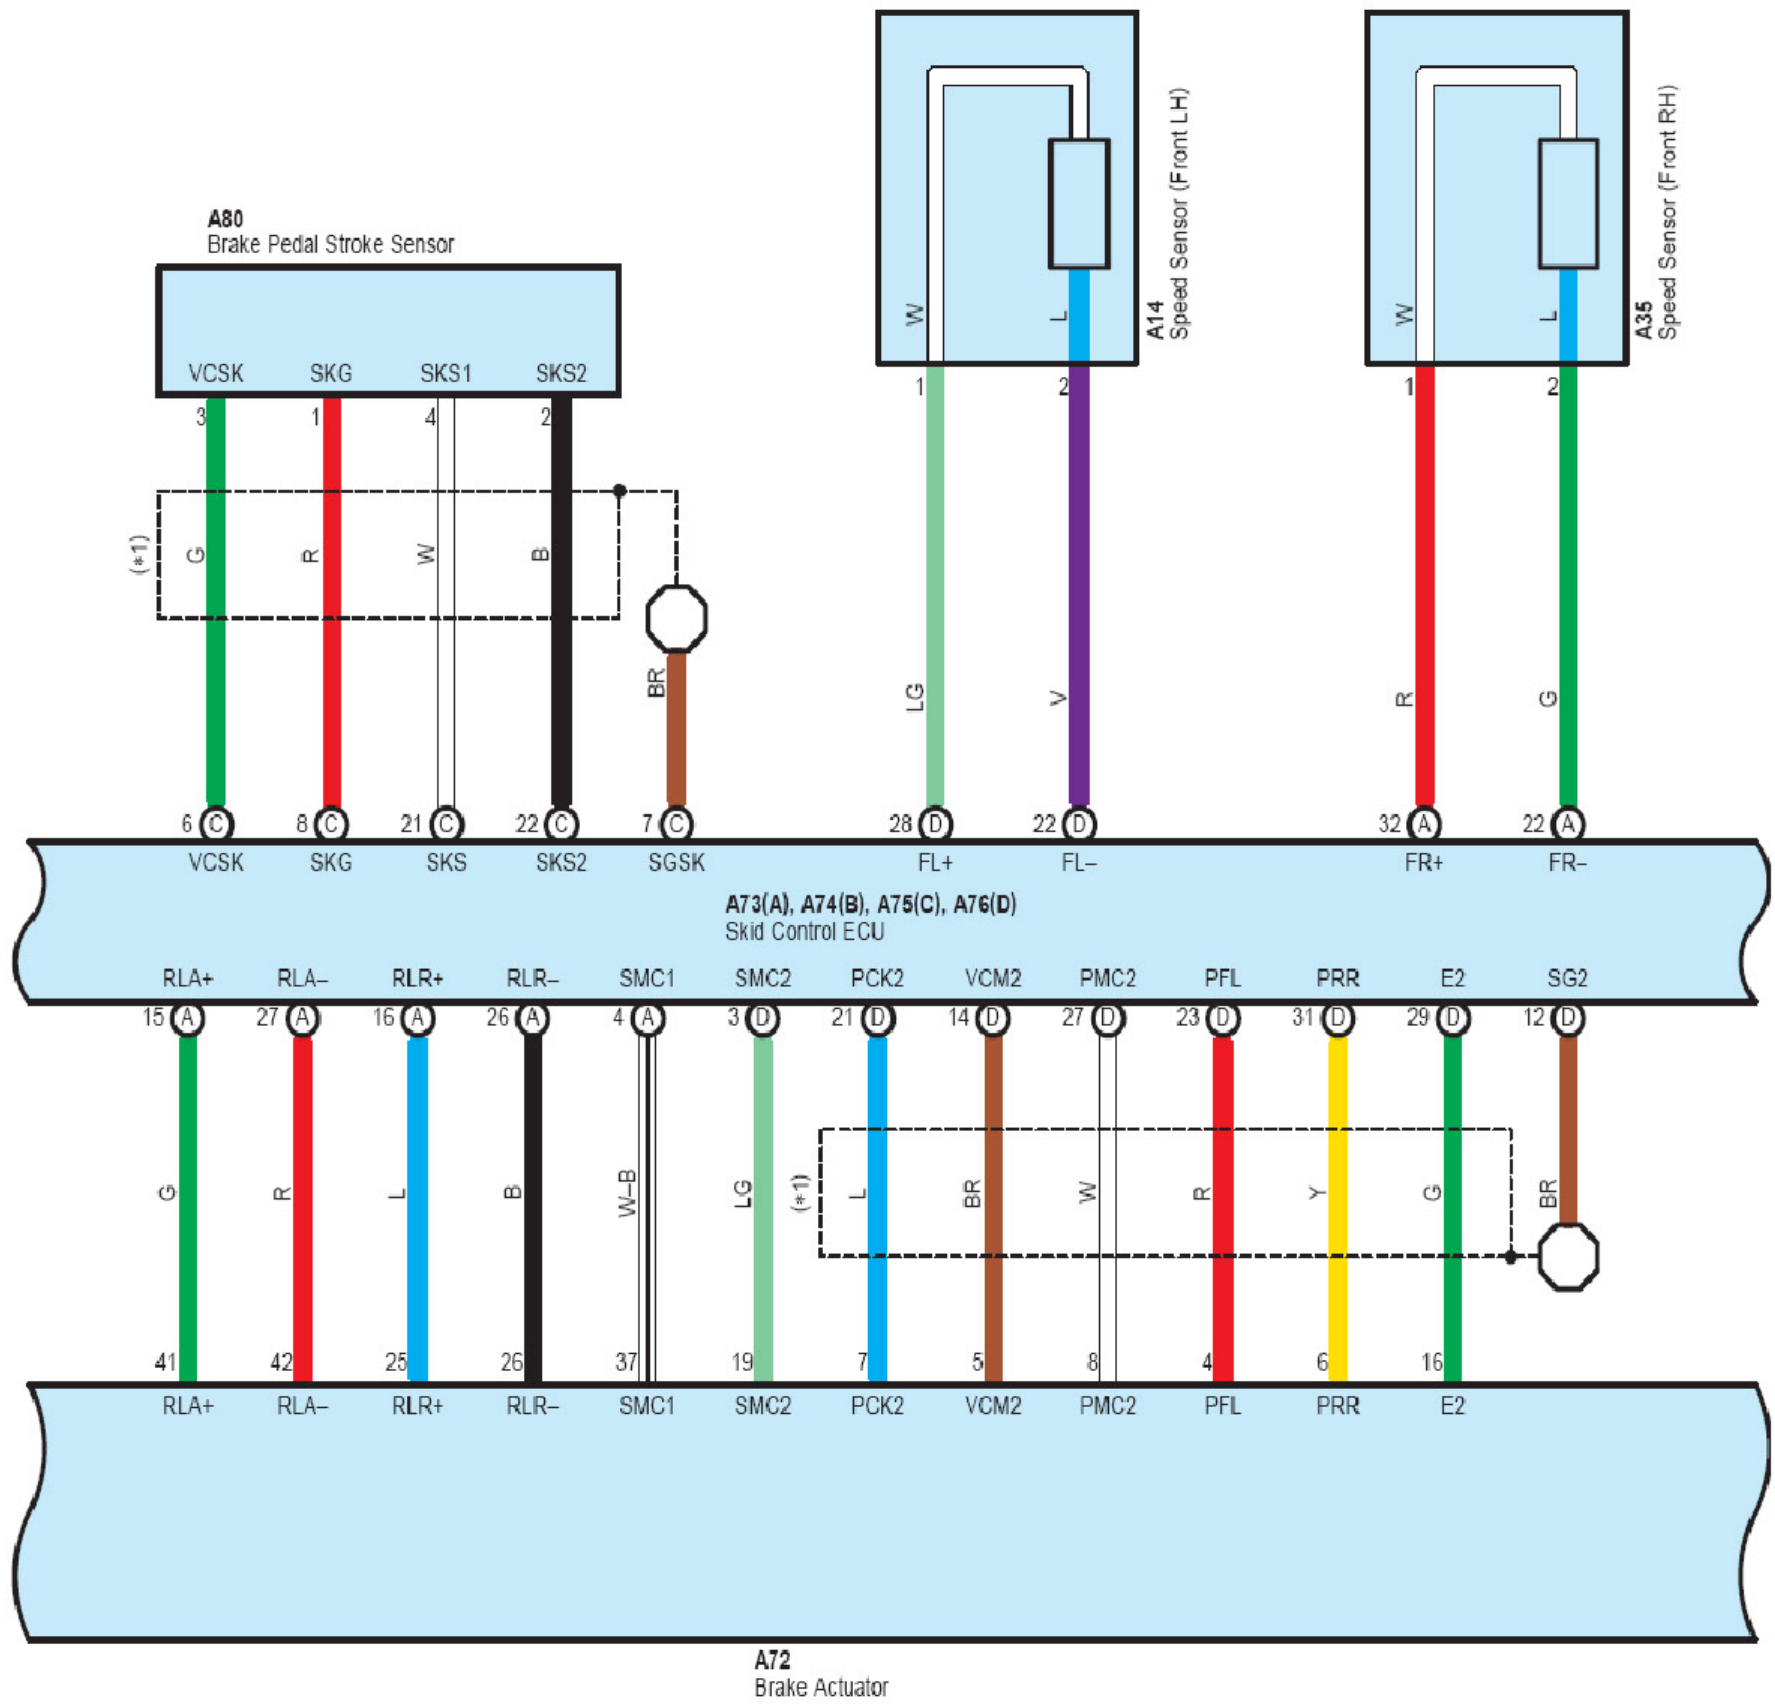 A80
Brake Pedal Stroke Sensor
VCSK SKG SKS1 SKS2
3 1 4 2
(*1) G R W B
BR
W L
A14
Speed Sensor (Front LH)
1 2
LG V
W L
A35
Speed Sensor (Front RH)
1 2
R G
6 C 8 C 21 C 22 C 7 C 28 D 22 D 32 A 22 A
VCSK SKG SKS SKS2 SGSK FL+ FL– FR+ FR–
A73(A), A74(B), A75(C), A76(D)
Skid Control ECU
RLA+ RLA– RLR+ RLR– SMC1 SMC2 PCK2 VCM2 PMC2 PFL PRR E2 SG2
15 A 27 A 16 A 26 A 4 A 3 D 21 D 14 D 27 D 23 D 31 D 29 D 12 D
G R L B W–B LG (*1) L BR W R Y G BR
41 42 25 26 37 19 7 5 8 4 6 16
RLA+ RLA– RLR+ RLR– SMC1 SMC2 PCK2 VCM2 PMC2 PFL PRR E2
A72
Brake Actuator